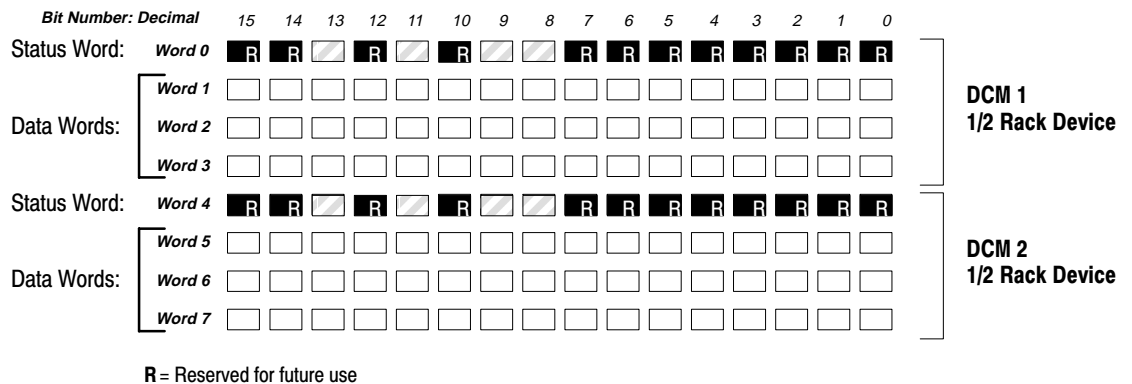 Bit Number: Decimal 15 14 13 12 11 10 9 8 7 6 5 4 3 2 1 0
Status Word: Word 0 R R R R R R R R R R R R
Word 1
Data Words: Word 2
Word 3
DCM 1
1/2 Rack Device
Status Word: Word 4 R R R R R R R R R R R R
Word 5
Data Words: Word 6
Word 7
DCM 2
1/2 Rack Device
R = Reserved for future use